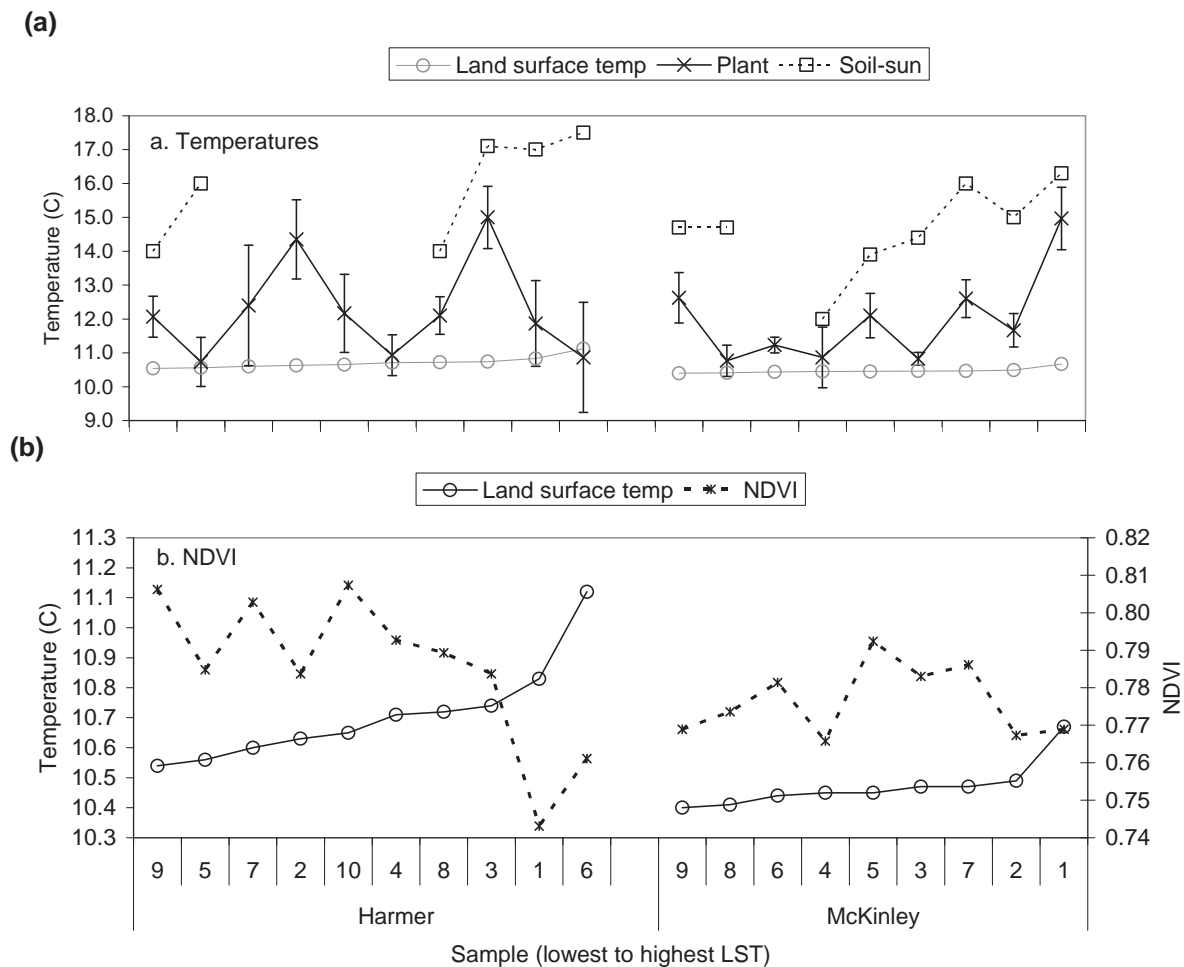 (a)
Land surface temp Plant Soil-sun
a. Temperatures
Temperature (C)
18.0
17.0
16.0
15.0
14.0
13.0
12.0
11.0
10.0
9.0
(b)
Land surface temp NDVI
b. NDVI
Temperature (C)
11.3
11.2
11.1
11.0
10.9
10.8
10.7
10.6
10.5
10.4
10.3
0.82
0.81
0.80
0.79
0.78
0.77
0.76
0.75
0.74
NDVI
9 5 7 2 10 4 8 3 1 6 9 8 6 4 5 3 7 2 1
Harmer McKinley
Sample (lowest to highest LST)